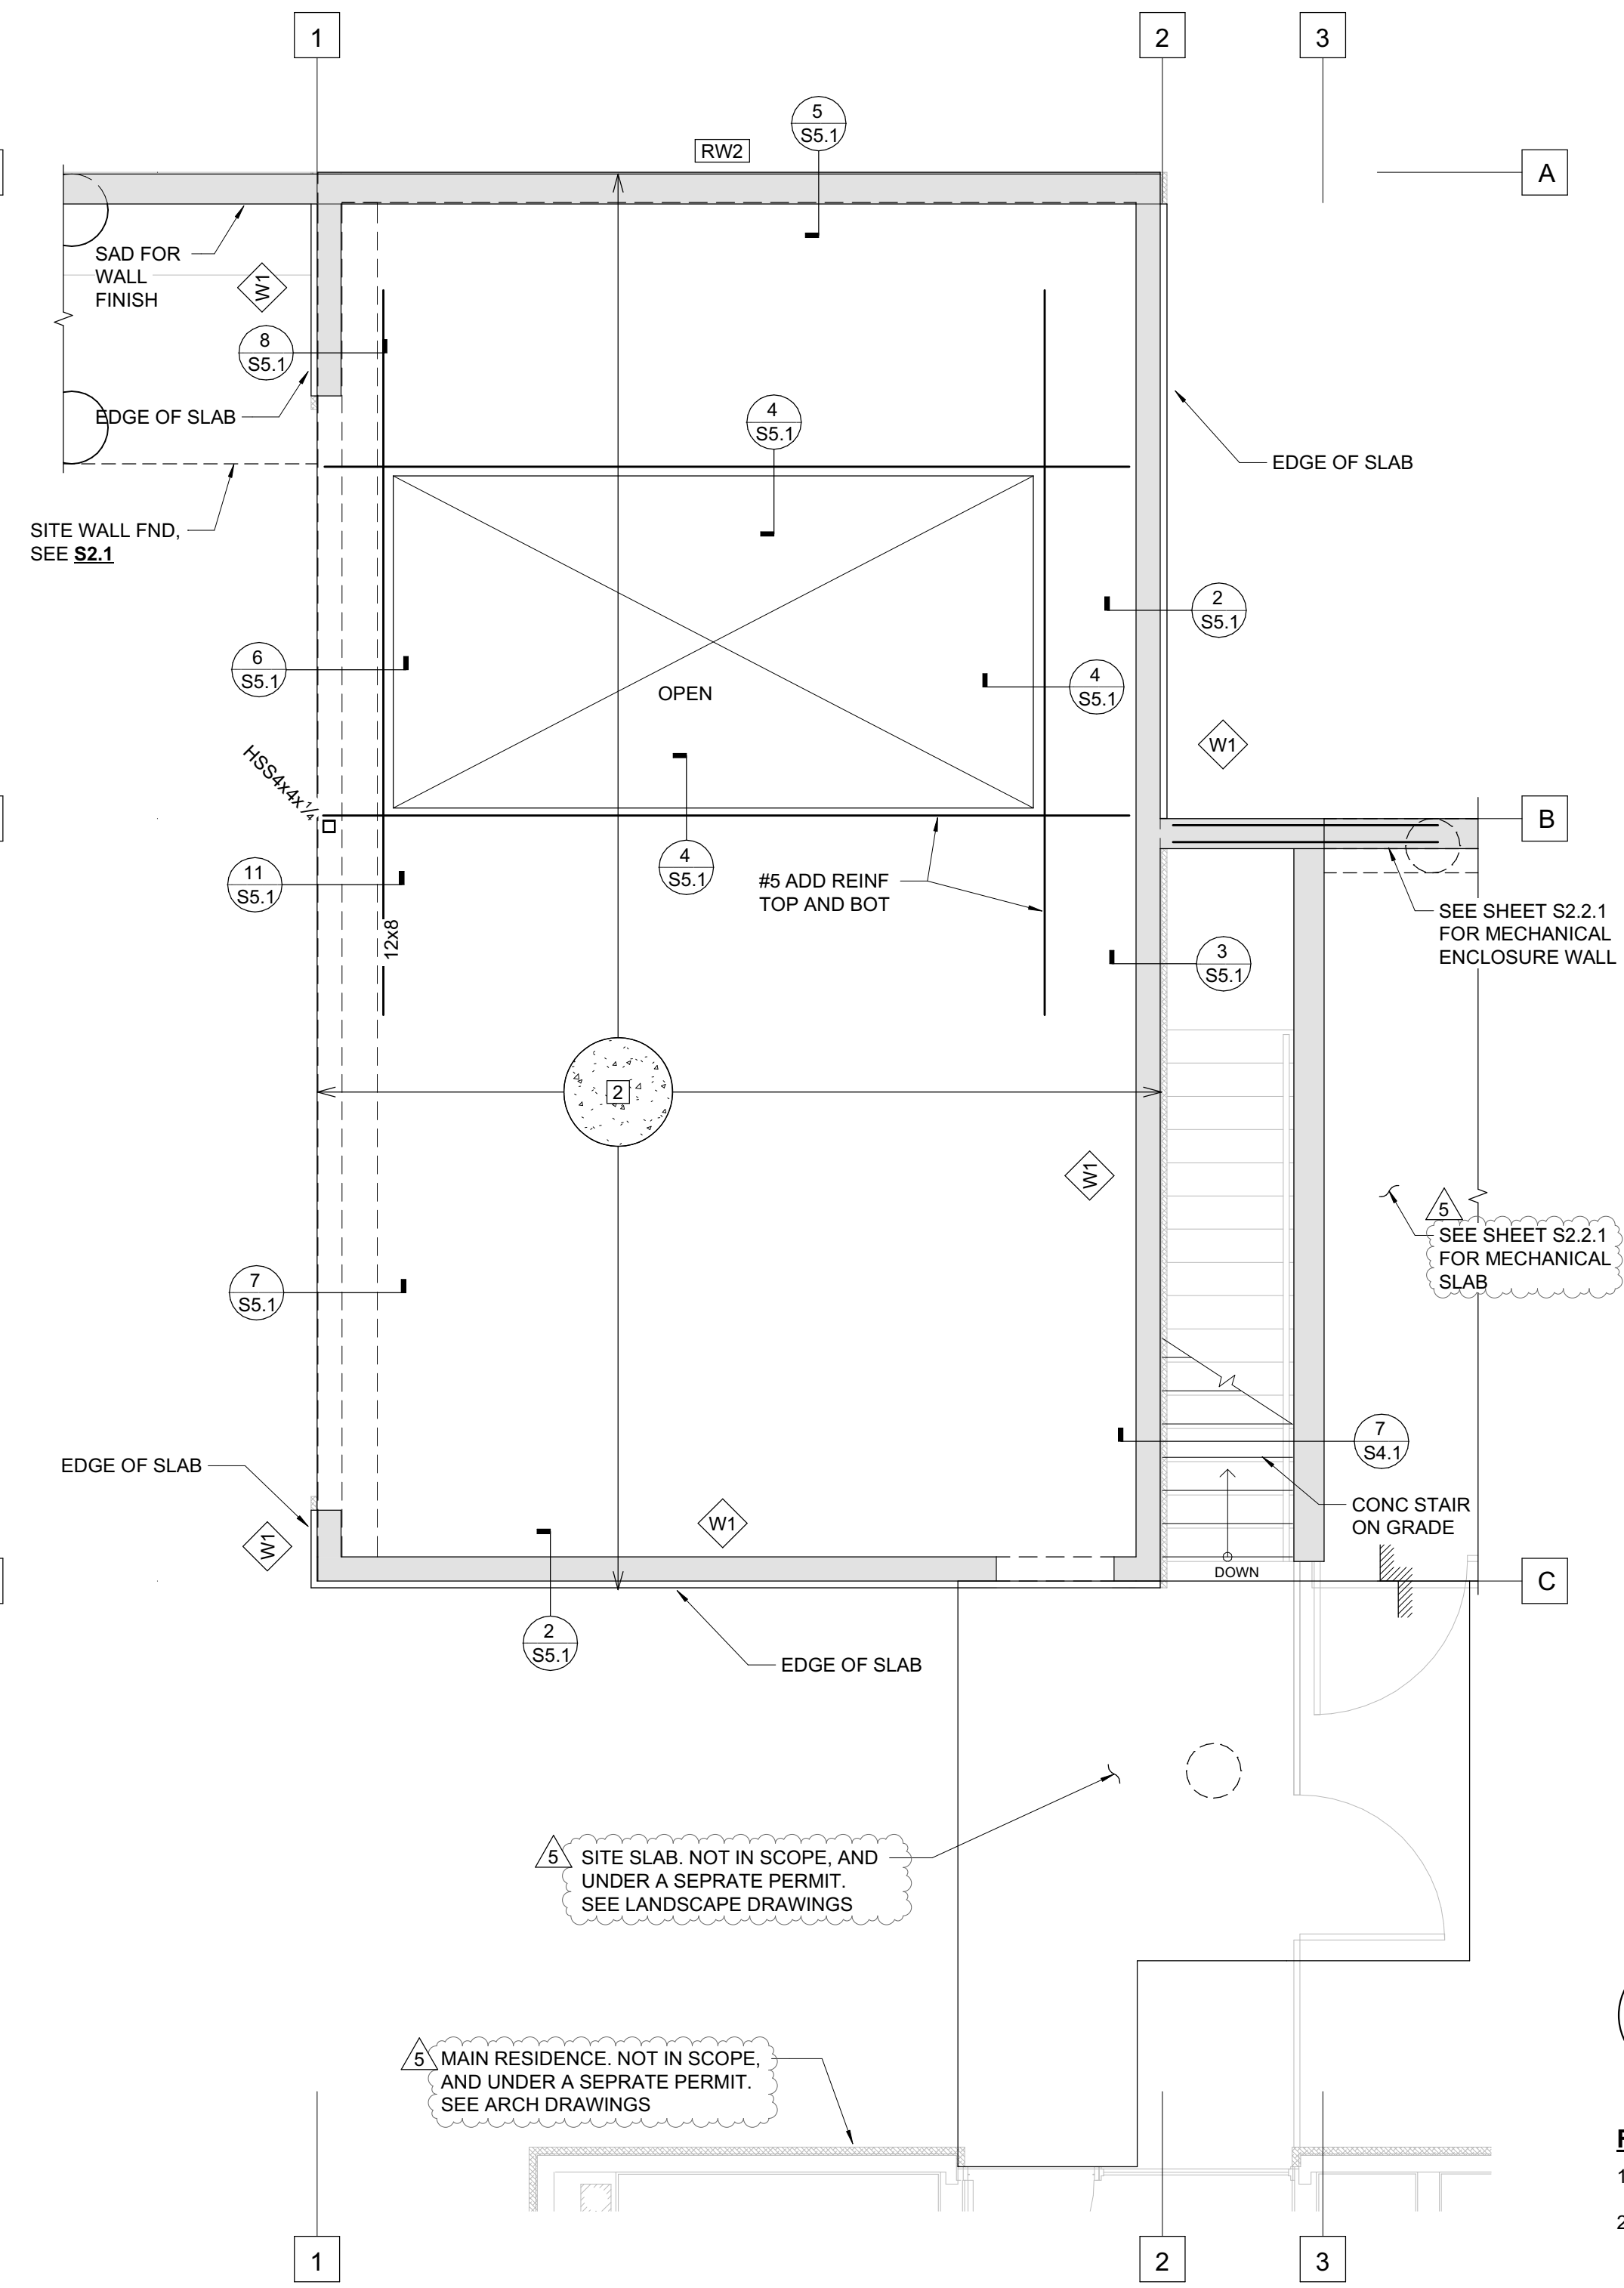 1
2
3
5
S5.1
RW2
A
SAD FOR
WALL
FINISH
W1
8
S5.1
EDGE OF SLAB
4
S5.1
EDGE OF SLAB
SITE WALL FND,
SEE S2.1
2
S5.1
6
S5.1
4
S5.1
OPEN
W1
HSS4x4x1/4
B
4
S5.1
11
S5.1
#5 ADD REINF
TOP AND BOT
12x8
SEE SHEET S2.2.1
FOR MECHANICAL
ENCLOSURE WALL
3
S5.1
2
W1
5
SEE SHEET S2.2.1
FOR MECHANICAL
SLAB
7
S5.1
7
S4.1
EDGE OF SLAB
W1
W1
CONC STAIR
ON GRADE
DOWN
C
2
S5.1
EDGE OF SLAB
5
SITE SLAB. NOT IN SCOPE, AND
UNDER A SEPRATE PERMIT.
SEE LANDSCAPE DRAWINGS
5
MAIN RESIDENCE. NOT IN SCOPE,
AND UNDER A SEPRATE PERMIT.
SEE ARCH DRAWINGS
1
2
3